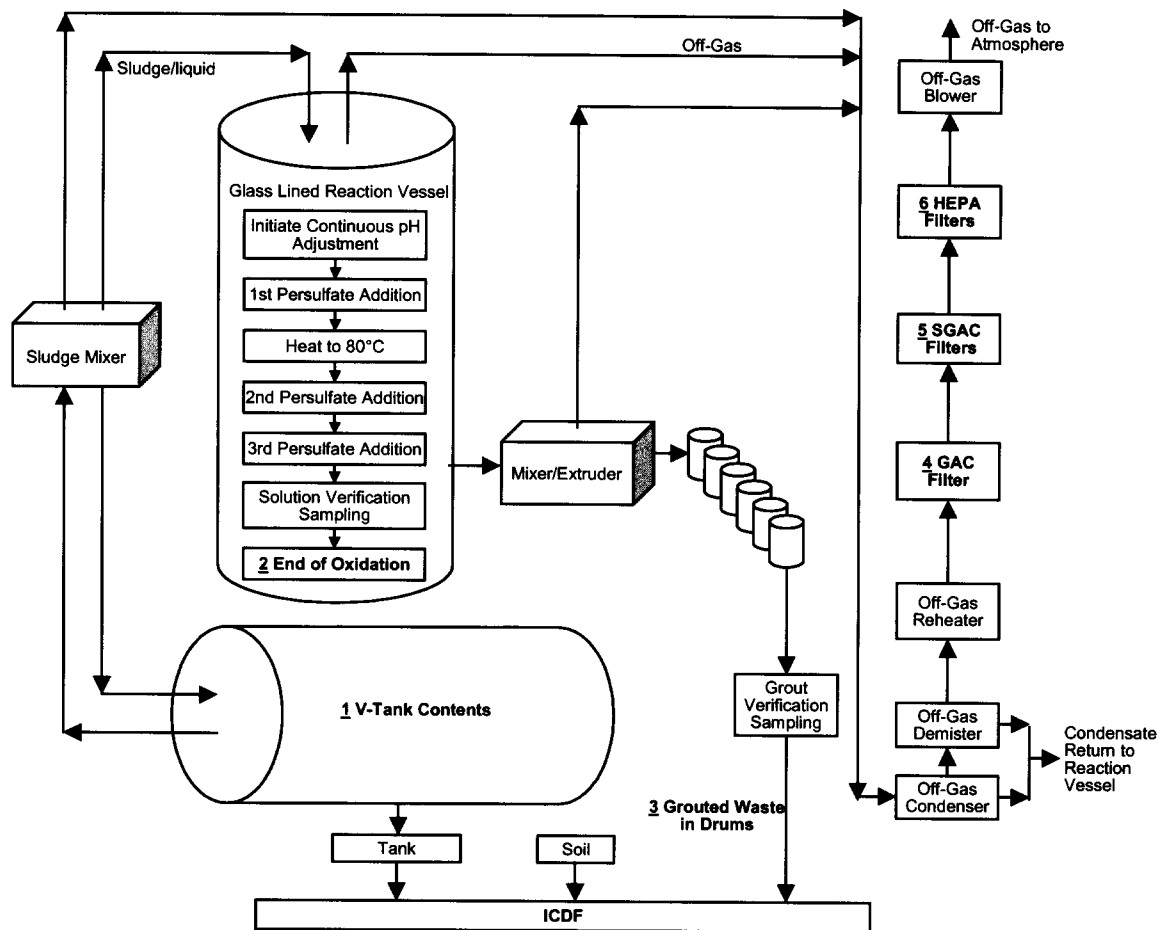 Off-Gas to
Atmosphere
Off-Gas
Blower
Off-Gas
Sludge/liquid
Glass Lined Reaction Vessel
Initiate Continuous pH
Adjustment
1st Persulfate Addition
Heat to 80°C
2nd Persulfate Addition
3rd Persulfate Addition
Solution Verification
Sampling
2 End of Oxidation
Sludge Mixer
Mixer/Extruder
6 HEPA
Filters
5 SGAC
Filters
4 GAC
Filter
Off-Gas
Reheater
Off-Gas
Demister
Off-Gas
Condenser
Condensate
Return to
Reaction
Vessel
1 V-Tank Contents
Grout
Verification
Sampling
3 Grouted Waste
in Drums
Tank
Soil
ICDF